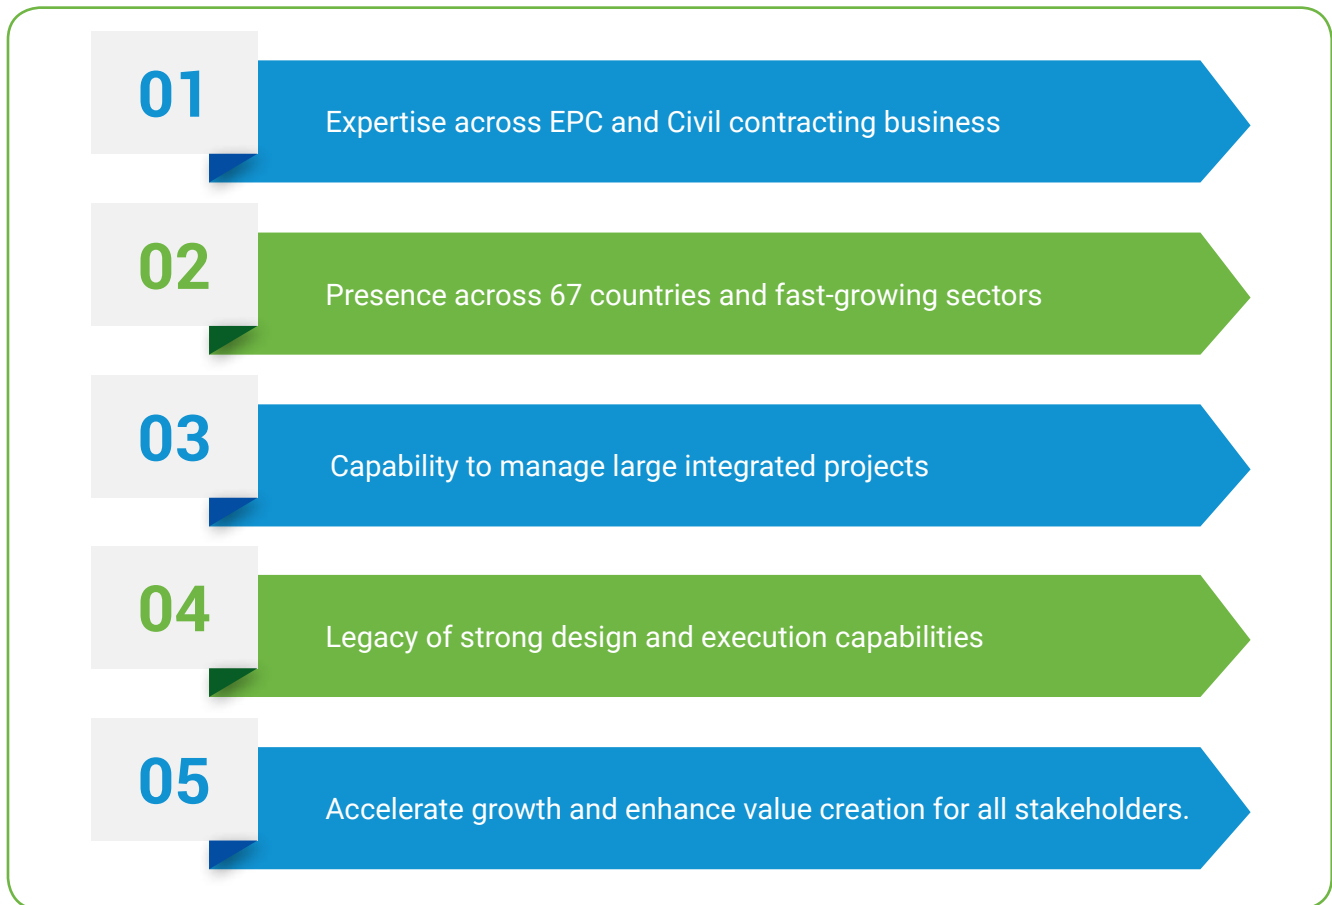 01
Expertise across EPC and Civil contracting business
02
Presence across 67 countries and fast-growing sectors
03
Capability to manage large integrated projects
04
Legacy of strong design and execution capabilities
05
Accelerate growth and enhance value creation for all stakeholders.